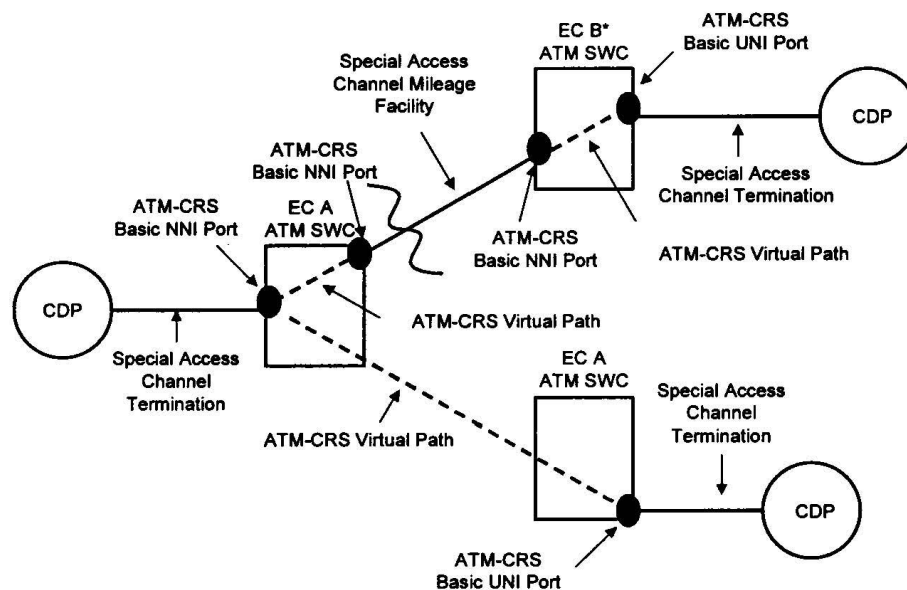 ATM-CRS
Basic UNI Port
EC B*
ATM SWC
Special Access
Channel Mileage
Facility
CDP
ATM-CRS
Basic NNI Port
Special Access
Channel Termination
ATM-CRS
Basic NNI Port
EC A
ATM SWC
ATM-CRS
Basic NNI Port
ATM-CRS Virtual Path
CDP
ATM-CRS Virtual Path
Special Access
Channel
Termination
EC A
ATM SWC
Special Access
Channel
Termination
ATM-CRS Virtual Path
CDP
ATM-CRS
Basic UNI Port